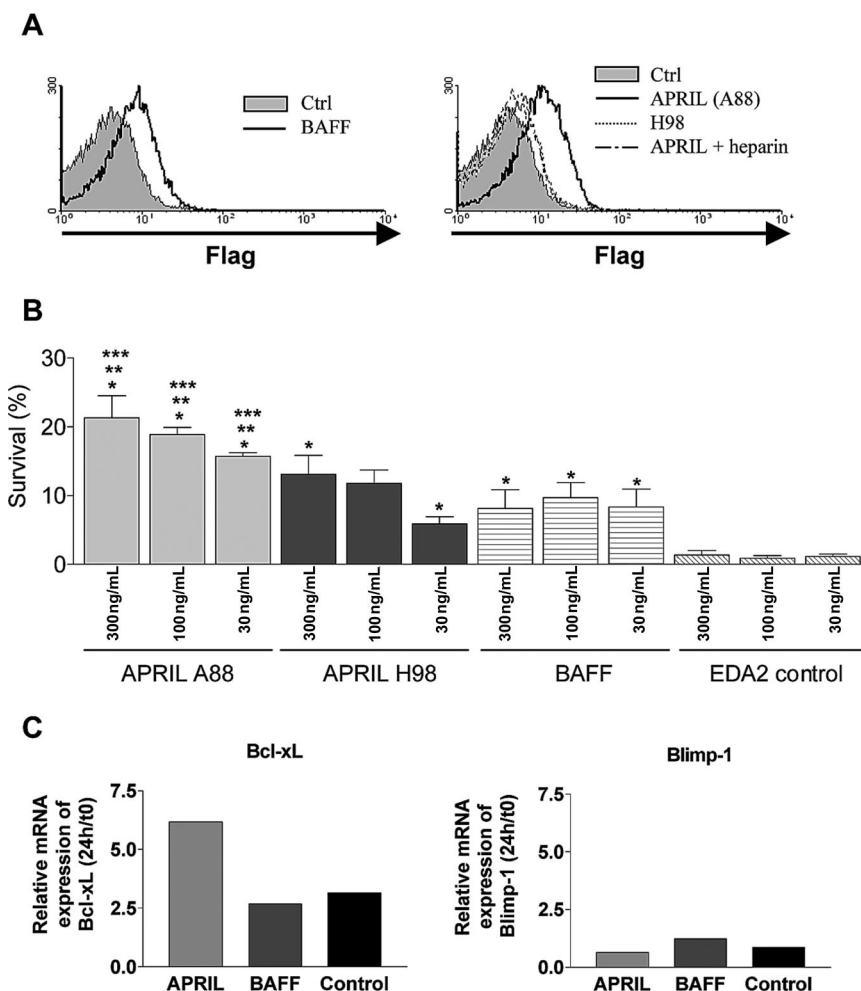 A
300
Ctrl
BAFF
0
10⁰ 10¹ 10² 10³ 10⁴
Flag
300
Ctrl
APRIL (A88)
H98
APRIL + heparin
0
10⁰ 10¹ 10² 10³ 10⁴
Flag
B
Survival (%)
30
20
10
0
***
**
*
***
**
*
***
**
*
*
*
*
*
*
300ng/mL 100ng/mL 30ng/mL 300ng/mL 100ng/mL 30ng/mL 300ng/mL 100ng/mL 30ng/mL 300ng/mL 100ng/mL 30ng/mL
APRIL A88 APRIL H98 BAFF EDA2 control
C
Bcl-xL
Relative mRNA
expression of
Bcl-xL (24h/t0)
7.5
5.0
2.5
0.0
APRIL BAFF Control
Blimp-1
Relative mRNA
expression of
Blimp-1 (24h/t0)
7.5
5.0
2.5
0.0
APRIL BAFF Control